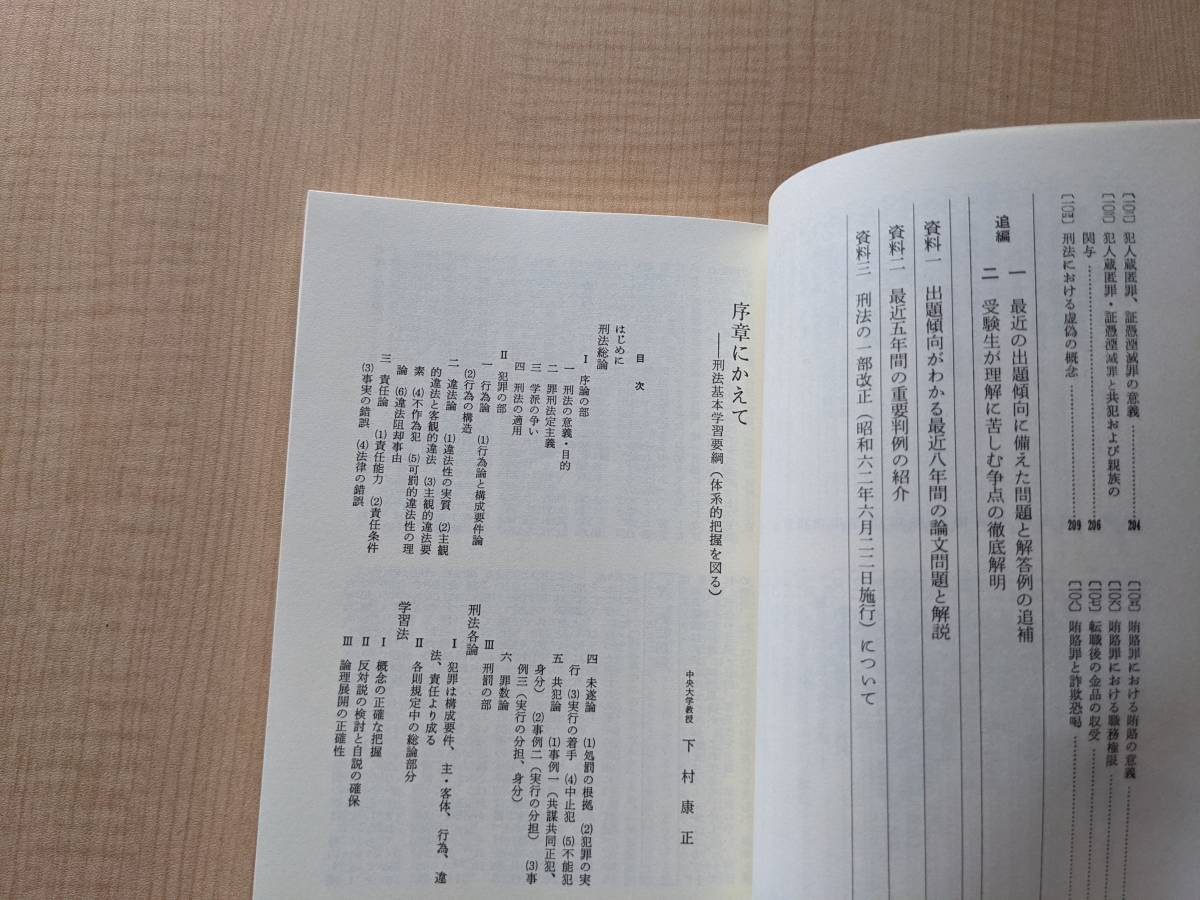 〔一〇二〕 犯人蔵匿罪、証憑湮滅罪の意義 204
〔一〇三〕 犯人蔵匿罪・証憑湮滅罪と共犯および親族の
関与 206
〔一〇四〕 刑法における虚偽の概念 209
〔一〇五〕 賄賂罪における賄賂の意義
〔一〇六〕 賄賂罪における職務権限
〔一〇七〕 転職後の金品の収受
〔一〇八〕 賄賂罪と詐欺恐喝
追編 一 最近の出題傾向に備えた問題と解答例の追補
二 受験生が理解に苦しむ争点の徹底解明
資料一 出題傾向がわかる最近八年間の論文問題と解説
資料二 最近五年間の重要判例の紹介
資料三 刑法の一部改正（昭和六二年六月二二日施行）について
序章にかえて
――刑法基本学習要綱（体系的把握を図る）
中央大学教授 下村康正
目次
はじめに
刑法総論
Ⅰ 序論の部
一 刑法の意義・目的
二 罪刑法定主義
三 学派の争い
四 刑法の適用
Ⅱ 犯罪の部
一 行為論 (1)行為論と構成要件論
(2)行為の構造
二 違法論 (1)違法性の実質 (2)主観
的違法と客観的違法 (3)主観的違法要
素 (4)不作為犯 (5)可罰的違法性の理
論 (6)違法阻却事由
三 責任論 (1)責任能力 (2)責任条件
(3)事実の錯誤 (4)法律の錯誤
四 未遂論 (1)処罰の根拠 (2)犯罪の実
行 (3)実行の着手 (4)中止犯 (5)不能犯
五 共犯論 (1)事例一（共謀共同正犯、
身分） (2)事例二（実行の分担） (3)事
例三（実行の分担、身分）
六 罪数論
Ⅲ 刑罰の部
刑法各論
Ⅰ 犯罪は構成要件、主・客体、行為、違
法、責任より成る
Ⅱ 各則規定中の総論部分
学習法
Ⅰ 概念の正確な把握
Ⅱ 反対説の検討と自説の確保
Ⅲ 論理展開の正確性